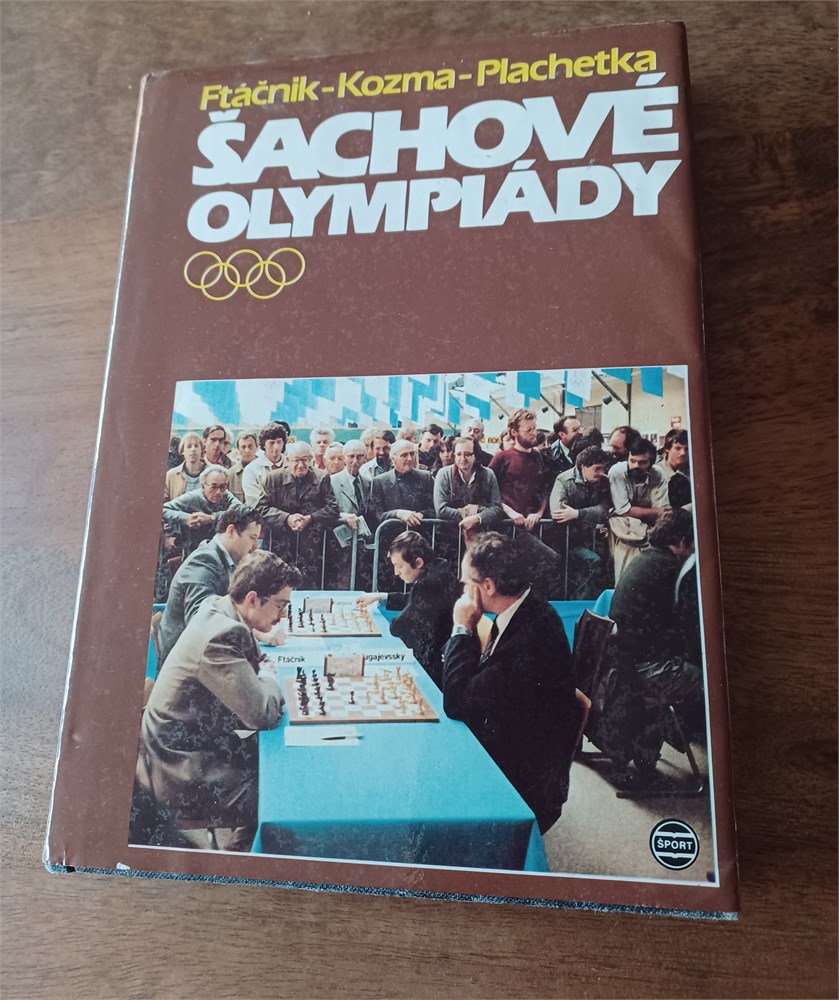 Ftáčnik-Kozma-Plachetka
ŠACHOVÉ
OLYMPIÁDY
Ftáčnik
ŠPORT